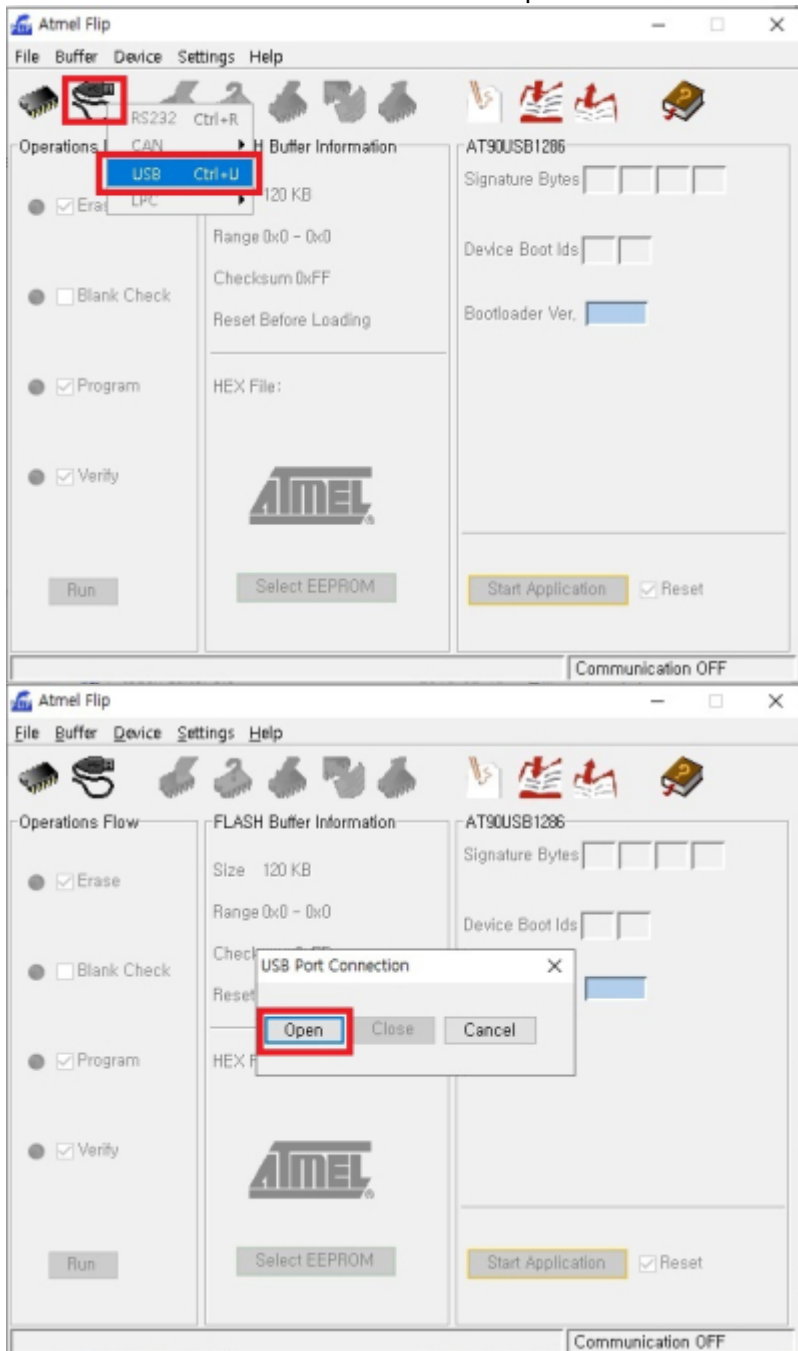 Atmel Flip
File Buffer Device Settings Help
RS232 Ctrl+R
CAN
USB Ctrl+U
LPC
Operations
H Buffer Information
AT90USB1286
Signature Bytes
120 KB
Range 0x0 - 0x0
Device Boot Ids
Blank Check
Checksum 0xFF
Reset Before Loading
Bootloader Ver.
Program
HEX File:
Verify
ATMEL
Run
Select EEPROM
Start Application
Reset
Communication OFF
Atmel Flip
File Buffer Device Settings Help
Operations Flow
FLASH Buffer Information
AT90USB1286
Signature Bytes
Erase
Size 120 KB
Range 0x0 - 0x0
Device Boot Ids
USB Port Connection
Blank Check
Reset
Open
Close
Cancel
Program
HEX F
Verify
ATMEL
Run
Select EEPROM
Start Application
Reset
Communication OFF